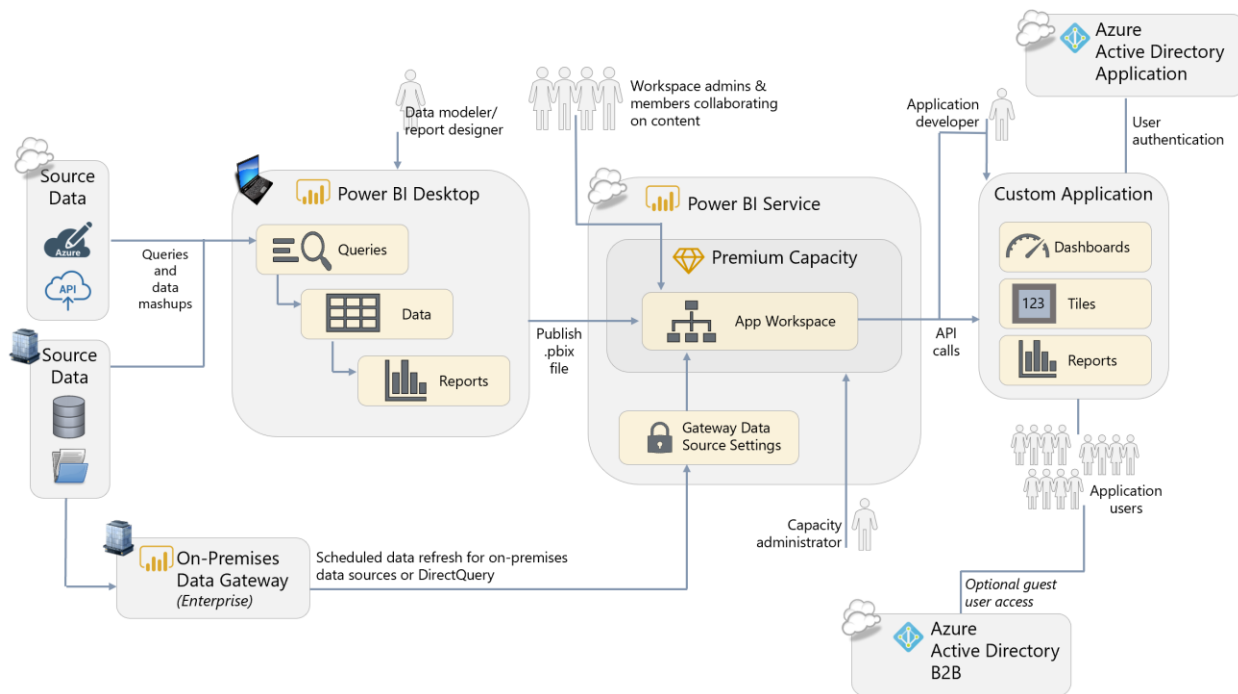 Azure
Active Directory
Application
Workspace admins &
members collaborating
on content
Application
developer
Data modeler/
report designer
User
authentication
Source
Data
Azure
API
Queries
and
data
mashups
Power BI Desktop
Queries
Data
Reports
Publish
.pbix
file
Power BI Service
Premium Capacity
App Workspace
Gateway Data
Source Settings
API
calls
Custom Application
Dashboards
123
Tiles
Reports
Source
Data
Application
users
Capacity
administrator
On-Premises
Data Gateway
(Enterprise)
Scheduled data refresh for on-premises
data sources or DirectQuery
Optional guest
user access
Azure
Active Directory
B2B